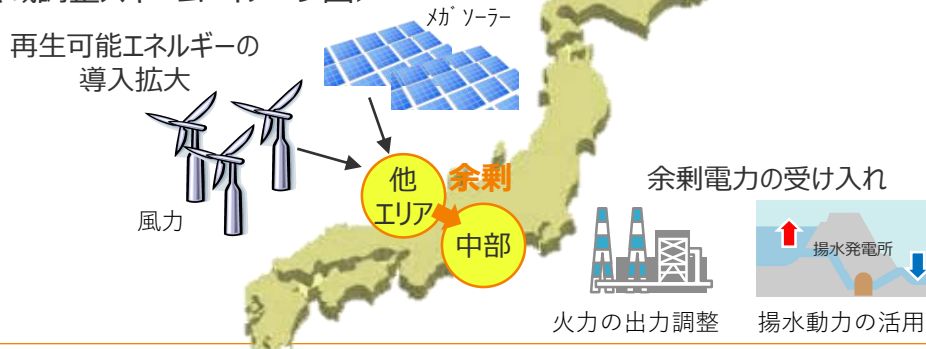 メガソーラー
再生可能エネルギーの
導入拡大
風力
他
エリア
余剰
中部
余剰電力の受け入れ
揚水発電所
火力の出力調整
揚水動力の活用